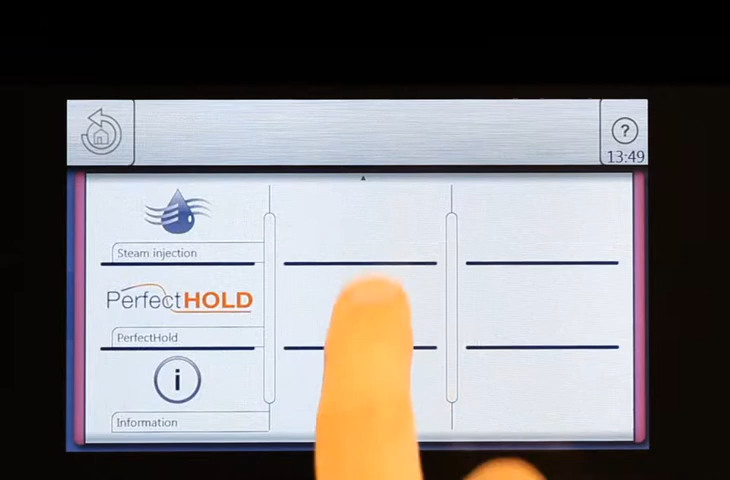 ?
13:49
Steam injection
PerfectHOLD
PerfectHold
i
Information